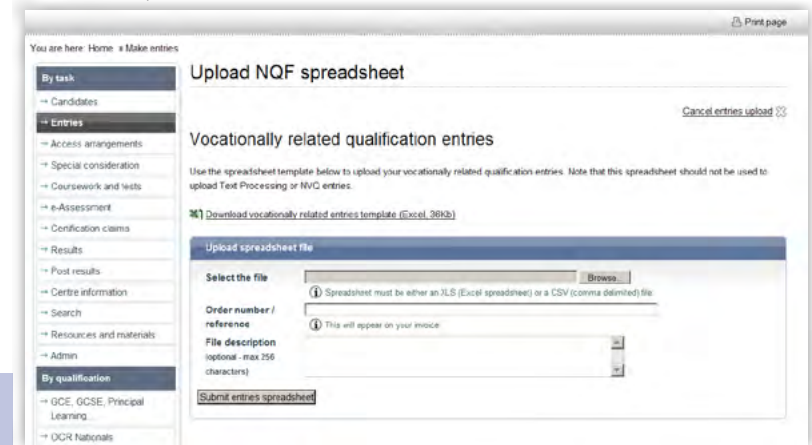 Print page
You are here: Home » Make entries
By task
→ Candidates
→ Entries
→ Access arrangements
→ Special consideration
→ Coursework and tests
→ e-Assessment
→ Certification claims
→ Results
→ Post results
→ Centre information
→ Search
→ Resources and materials
→ Admin
By qualification
→ GCE, GCSE, Principal
Learning...
→ OCR Nationals
Upload NQF spreadsheet
Cancel entries upload
Vocationally related qualification entries
Use the spreadsheet template below to upload your vocationally related qualification entries. Note that this spreadsheet should not be used to
upload Text Processing or NVQ entries.
Download vocationally related entries template (Excel, 36Kb)
Upload spreadsheet file
Select the file
Browse...
Spreadsheet must be either an XLS (Excel spreadsheet) or a CSV (comma delimited) file
Order number /
reference
This will appear on your invoice
File description
(optional - max 256
characters)
Submit entries spreadsheet